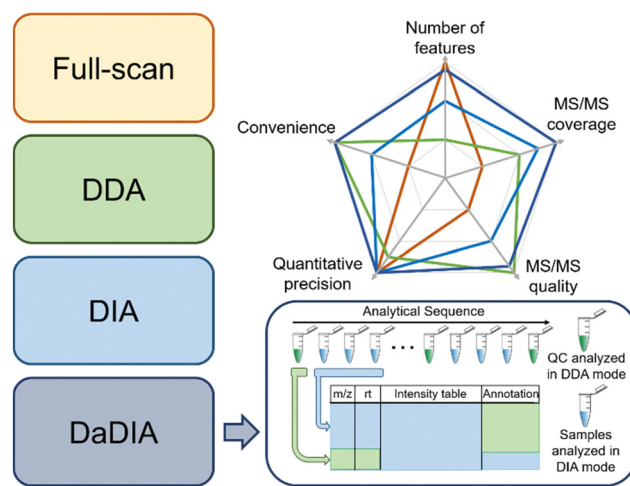 Full-scan
DDA
DIA
DaDIA
Number of
features
Convenience
MS/MS
coverage
Quantitative
precision
MS/MS
quality
Analytical Sequence
QC analyzed
in DDA mode
m/z rt Intensity table Annotation
Samples
analyzed in
DIA mode